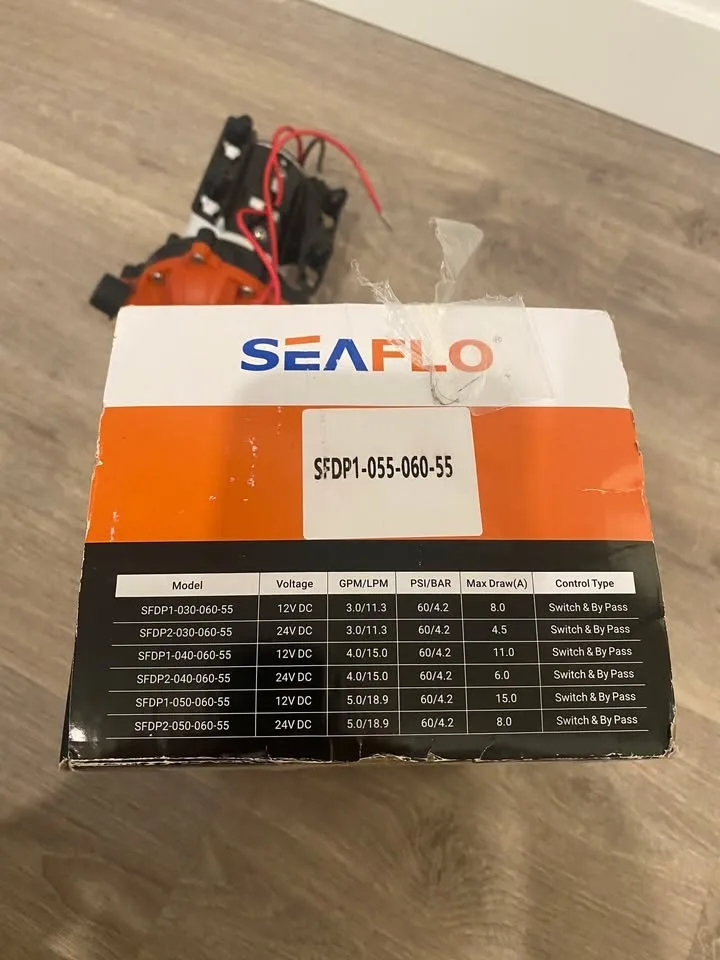 SEAFLO®
SFDP1-055-060-55
Model Voltage GPM/LPM PSI/BAR Max Draw(A) Control Type
SFDP1-030-060-55 12V DC 3.0/11.3 60/4.2 8.0 Switch & By Pass
SFDP2-030-060-55 24V DC 3.0/11.3 60/4.2 4.5 Switch & By Pass
SFDP1-040-060-55 12V DC 4.0/15.0 60/4.2 11.0 Switch & By Pass
SFDP2-040-060-55 24V DC 4.0/15.0 60/4.2 6.0 Switch & By Pass
SFDP1-050-060-55 12V DC 5.0/18.9 60/4.2 15.0 Switch & By Pass
SFDP2-050-060-55 24V DC 5.0/18.9 60/4.2 8.0 Switch & By Pass